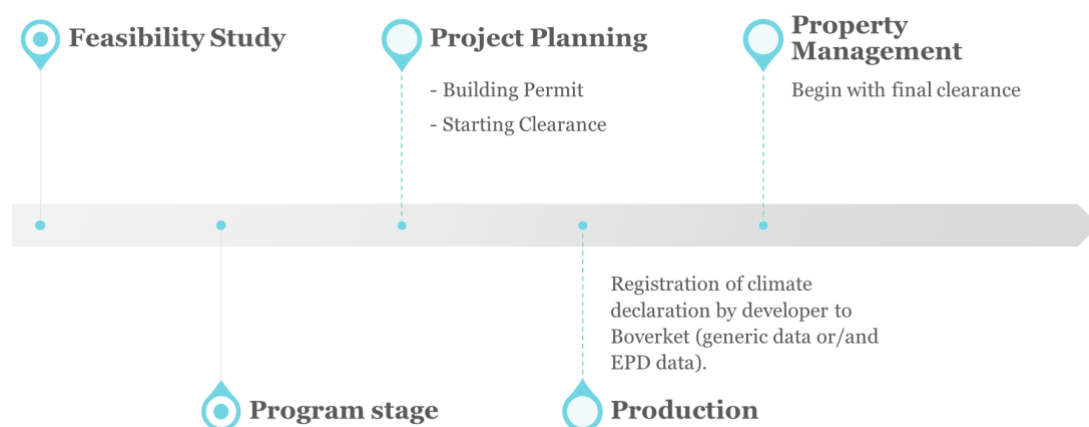 Feasibility Study
Project Planning
- Building Permit
- Starting Clearance
Property
Management
Begin with final clearance
Registration of climate
declaration by developer to
Boverket (generic data or/and
EPD data).
Program stage
Production